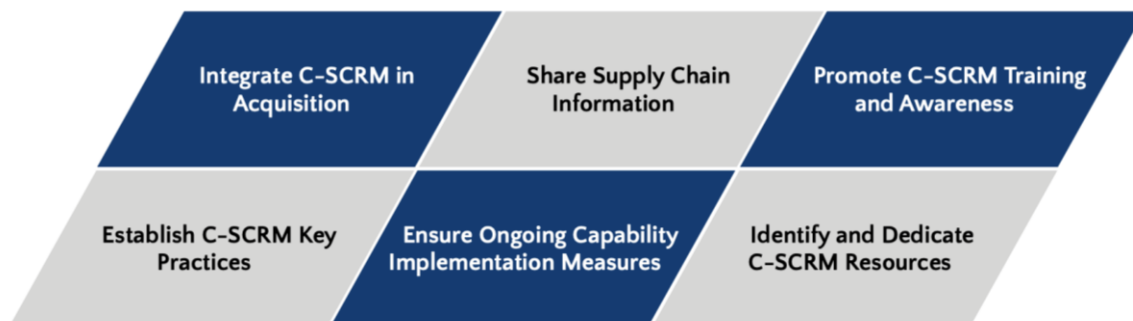 Integrate C-SCRM in
Acquisition
Share Supply Chain
Information
Promote C-SCRM Training
and Awareness
Establish C-SCRM Key
Practices
Ensure Ongoing Capability
Implementation Measures
Identify and Dedicate
C-SCRM Resources